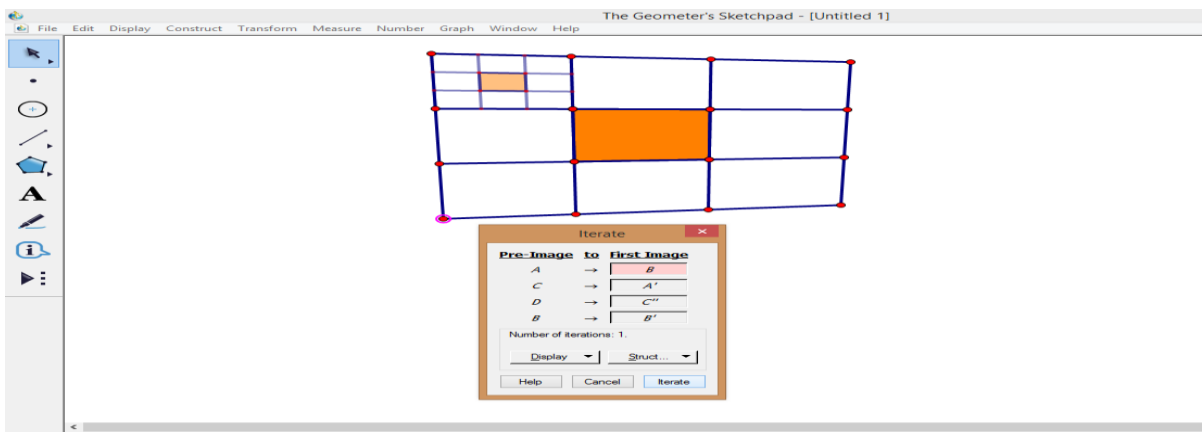 The Geometer's Sketchpad - [Untitled 1]
File Edit Display Construct Transform Measure Number Graph Window Help
A
Iterate
Pre-Image to First Image
A → B
C → A'
D → C''
B → B'
Number of iterations: 1.
Display Struct...
Help Cancel Iterate